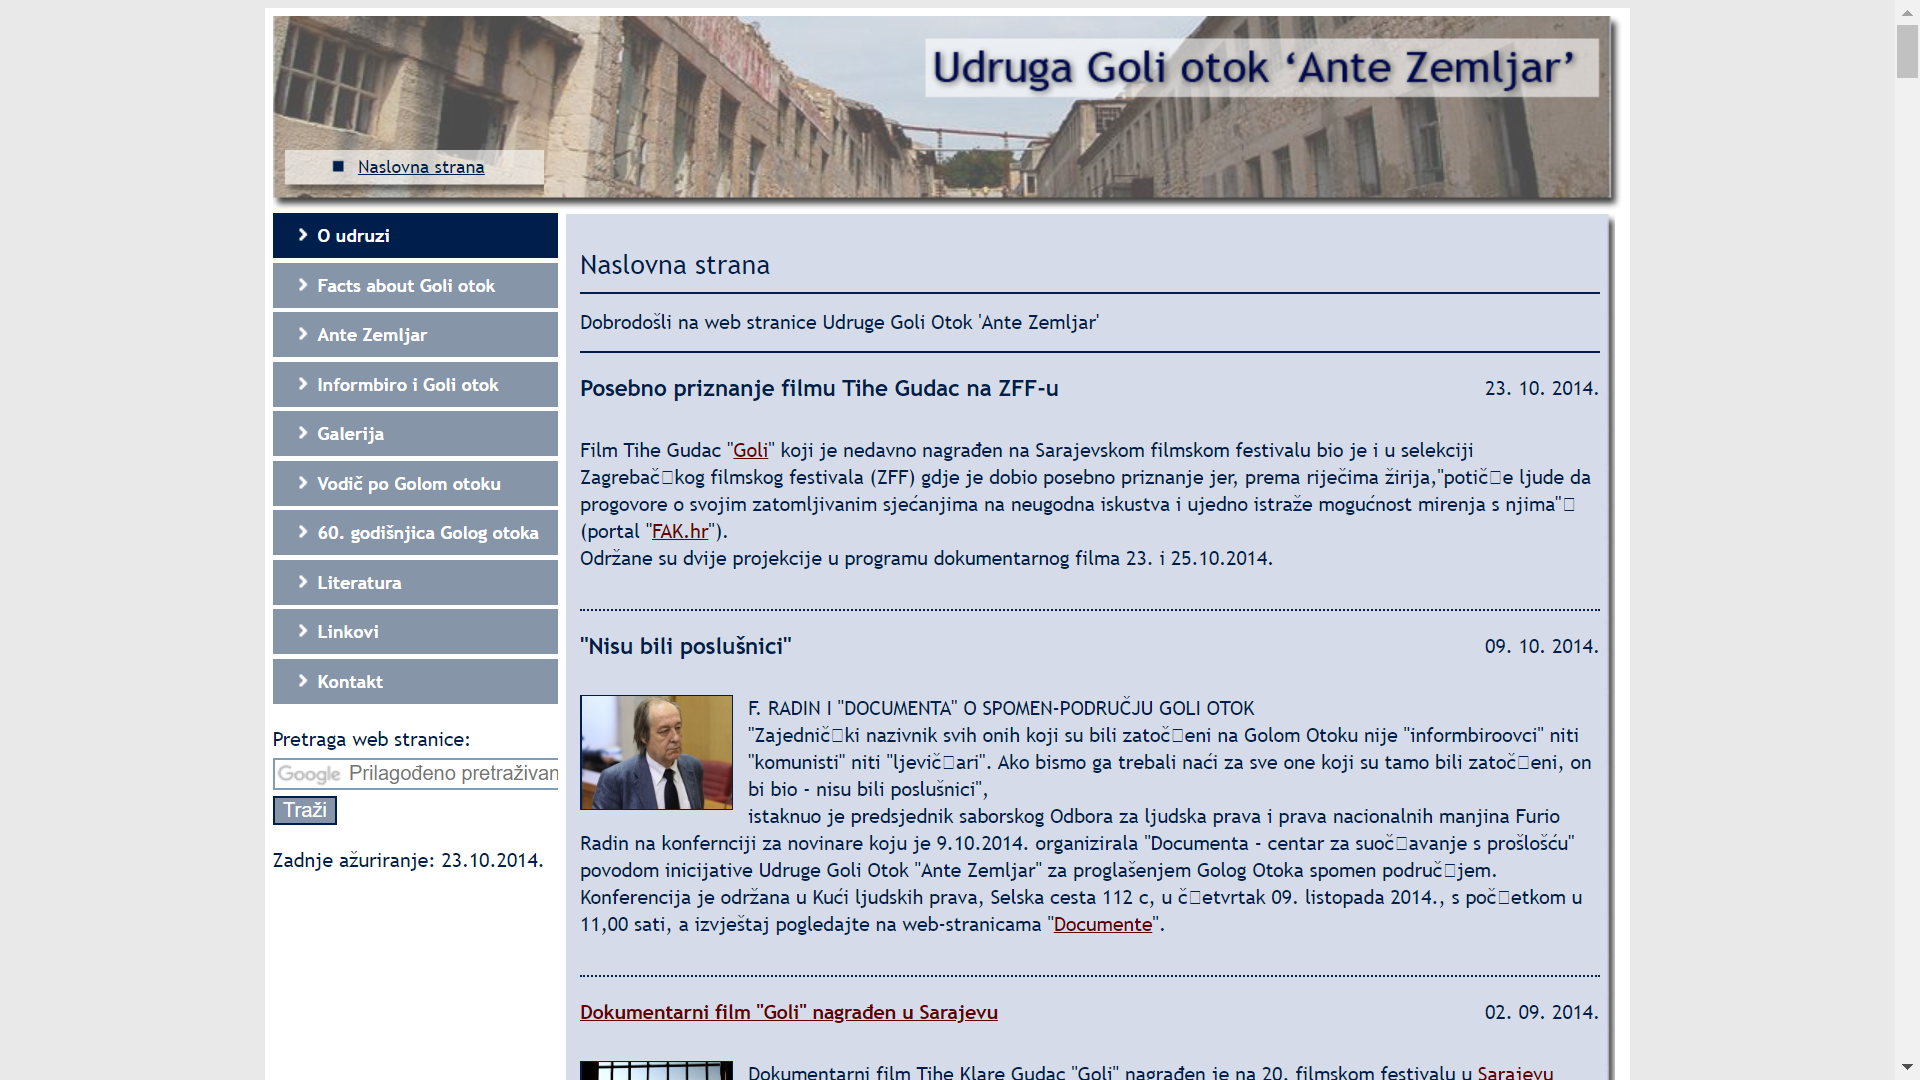 Udruga Goli otok ‘Ante Zemljar’
Naslovna strana
O udruzi
Facts about Goli otok
Ante Zemljar
Informbiro i Goli otok
Galerija
Vodič po Golom otoku
60. godišnjica Golog otoka
Literatura
Linkovi
Kontakt
Pretraga web stranice:
Google Prilagođeno pretraživan
Traži
Zadnje ažuriranje: 23.10.2014.
Naslovna strana
Dobrodošli na web stranice Udruge Goli Otok 'Ante Zemljar'
Posebno priznanje filmu Tihe Gudac na ZFF-u 23. 10. 2014.
Film Tihe Gudac "Goli" koji je nedavno nagrađen na Sarajevskom filmskom festivalu bio je i u selekciji
Zagrebač□kog filmskog festivala (ZFF) gdje je dobio posebno priznanje jer, prema riječima žirija,"potič□e ljude da
progovore o svojim zatomljivanim sjećanjima na neugodna iskustva i ujedno istraže mogućnost mirenja s njima"□
(portal "FAK.hr").
Održane su dvije projekcije u programu dokumentarnog filma 23. i 25.10.2014.
"Nisu bili poslušnici" 09. 10. 2014.
F. RADIN I "DOCUMENTA" O SPOMEN-PODRUČJU GOLI OTOK
"Zajednič□ki nazivnik svih onih koji su bili zatoč□eni na Golom Otoku nije "informbiroovci" niti
"komunisti" niti "ljevič□ari". Ako bismo ga trebali naći za sve one koji su tamo bili zatoč□eni, on
bi bio - nisu bili poslušnici",
istaknuo je predsjednik saborskog Odbora za ljudska prava i prava nacionalnih manjina Furio
Radin na konfernciji za novinare koju je 9.10.2014. organizirala "Documenta - centar za suoč□avanje s prošlošću"
povodom inicijative Udruge Goli Otok "Ante Zemljar" za proglašenjem Golog Otoka spomen područ□jem.
Konferencija je održana u Kući ljudskih prava, Selska cesta 112 c, u č□etvrtak 09. listopada 2014., s poč□etkom u
11,00 sati, a izvještaj pogledajte na web-stranicama "Documente".
Dokumentarni film "Goli" nagrađen u Sarajevu 02. 09. 2014.
Dokumentarni film Tihe Klare Gudac "Goli" nagrađen je na 20. filmskom festivalu u Sarajevu